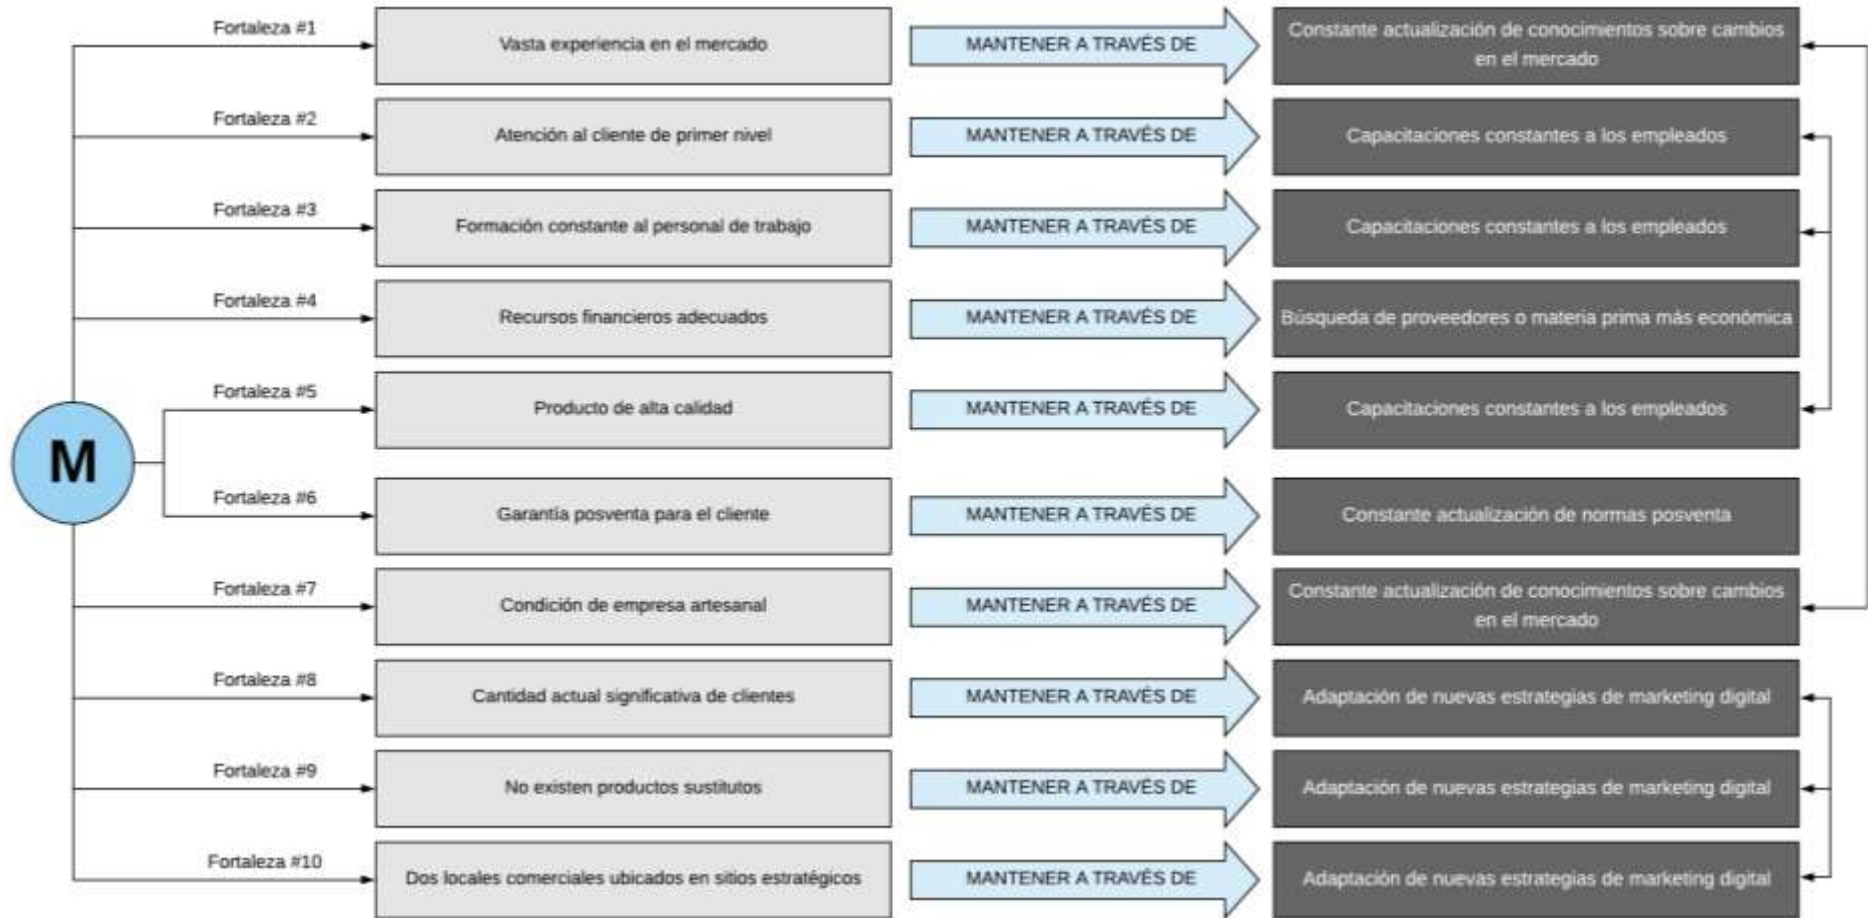 Fortaleza #1
Vasta experiencia en el mercado
MANTENER A TRAVÉS DE
Constante actualización de conocimientos sobre cambios
en el mercado
Fortaleza #2
Atención al cliente de primer nivel
MANTENER A TRAVÉS DE
Capacitaciones constantes a los empleados
Fortaleza #3
Formación constante al personal de trabajo
MANTENER A TRAVÉS DE
Capacitaciones constantes a los empleados
Fortaleza #4
Recursos financieros adecuados
MANTENER A TRAVÉS DE
Búsqueda de proveedores o materia prima más económica
Fortaleza #5
Producto de alta calidad
MANTENER A TRAVÉS DE
Capacitaciones constantes a los empleados
M
Fortaleza #6
Garantía posventa para el cliente
MANTENER A TRAVÉS DE
Constante actualización de normas posventa
Fortaleza #7
Condición de empresa artesanal
MANTENER A TRAVÉS DE
Constante actualización de conocimientos sobre cambios
en el mercado
Fortaleza #8
Cantidad actual significativa de clientes
MANTENER A TRAVÉS DE
Adaptación de nuevas estrategias de marketing digital
Fortaleza #9
No existen productos sustitutos
MANTENER A TRAVÉS DE
Adaptación de nuevas estrategias de marketing digital
Fortaleza #10
Dos locales comerciales ubicados en sitios estratégicos
MANTENER A TRAVÉS DE
Adaptación de nuevas estrategias de marketing digital